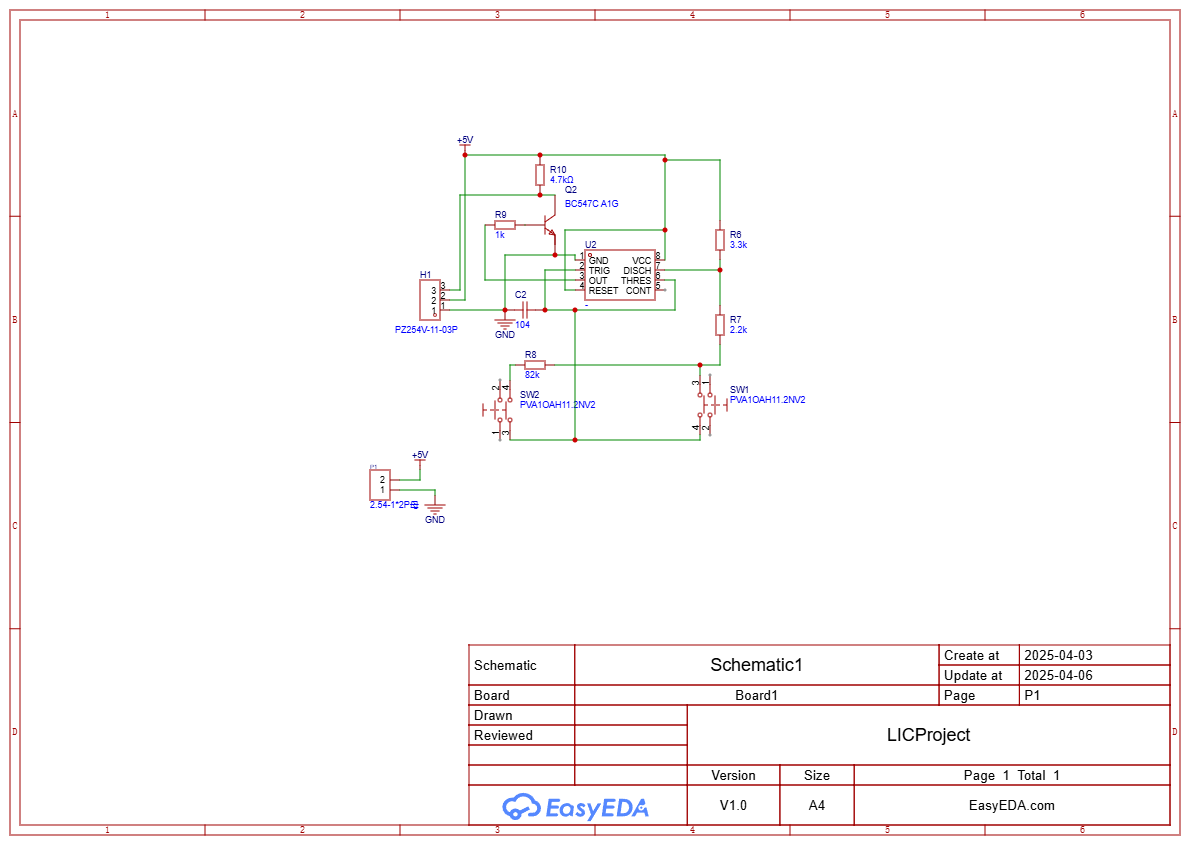 1 2 3 4 5 6
A A
+5V
R10
4.7kΩ
Q2
BC547C A1G
R9
1k
R6
3.3k
U2
1 GND VCC 8
2 TRIG DISCH 7
3 OUT THRES 6
4 RESET CONT 5
-
H1
3 3
2 2
1 1
PZ254V-11-03P
C2
104
GND
B B
R7
2.2k
R8
82k
2 4
SW2
PVA1OAH11.2NV2
1 3
3 1
SW1
PVA1OAH11.2NV2
4 2
+5V
2
1
2.54-1*2P
GND
C C
Schematic Schematic1 Create at 2025-04-03
Update at 2025-04-06
Board Board1 Page P1
Drawn
Reviewed LICProject
D D
Version Size Page 1 Total 1
EasyEDA V1.0 A4 EasyEDA.com
1 2 3 4 5 6